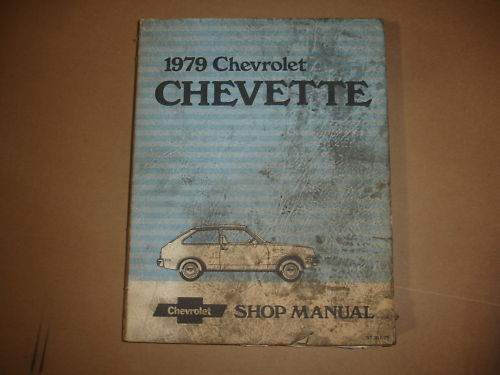 1979 Chevrolet
CHEVETTE
Chevrolet
SHOP MANUAL